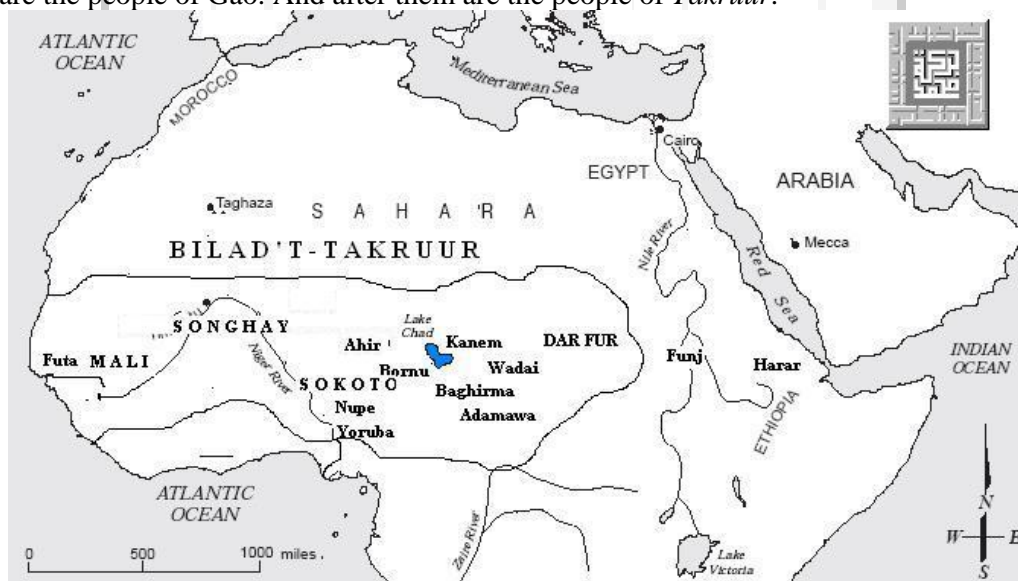 are the people of Gao. And after them are the people of Takruur.
ATLANTIC
OCEAN
Mediterranean Sea
MOROCCO
Cairo
EGYPT
ARABIA
Taghaza
SAHARA
BILAD'T-TAKRUUR
Nile River
Mecca
Red Sea
Lake
Chad
SONGHAY
Ahir
Kanem
DAR FUR
Futa
MALI
Niger River
Bornu
Wadai
Funj
Harar
INDIAN
OCEAN
SOKOTO
Baghirma
Nupe
Adamawa
Yoruba
ETHIOPIA
ATLANTIC
OCEAN
Zaire River
N
W
E
S
0 500 1000 miles
Lake
Victoria